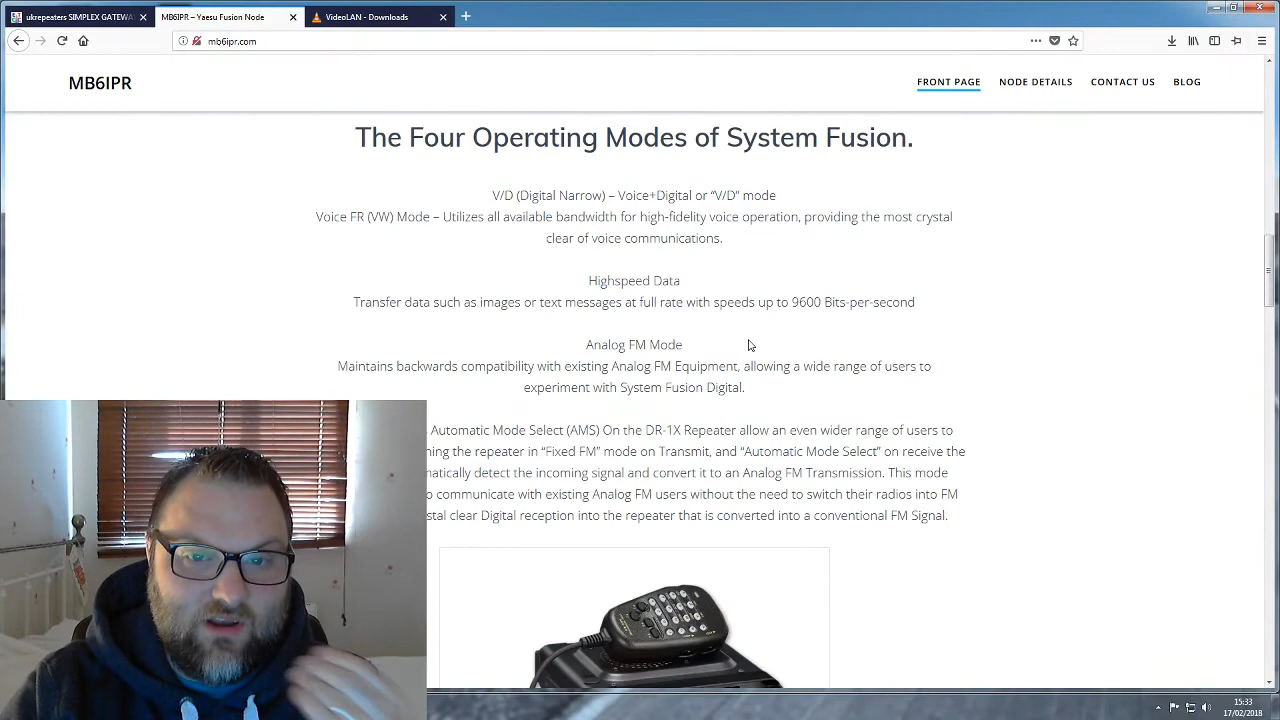 ukrepeaters SIMPLEX GATEWA
MB6IPR – Yaesu Fusion Node
VideoLAN - Downloads
mb6ipr.com
MB6IPR
FRONT PAGE
NODE DETAILS
CONTACT US
BLOG
The Four Operating Modes of System Fusion.
V/D (Digital Narrow) – Voice+Digital or “V/D” mode
Voice FR (VW) Mode – Utilizes all available bandwidth for high-fidelity voice operation, providing the most crystal
clear of voice communications.
Highspeed Data
Transfer data such as images or text messages at full rate with speeds up to 9600 Bits-per-second
Analog FM Mode
Maintains backwards compatibility with existing Analog FM Equipment, allowing a wide range of users to
experiment with System Fusion Digital.
Automatic Mode Select (AMS) On the DR-1X Repeater allow an even wider range of users to
ning the repeater in “Fixed FM” mode on Transmit, and “Automatic Mode Select” on receive the
matically detect the incoming signal and convert it to an Analog FM Transmission. This mode
o communicate with existing Analog FM users without the need to switch their radios into FM
stal clear Digital reception into the repeater that is converted into a conventional FM Signal.
15:33
17/02/2018